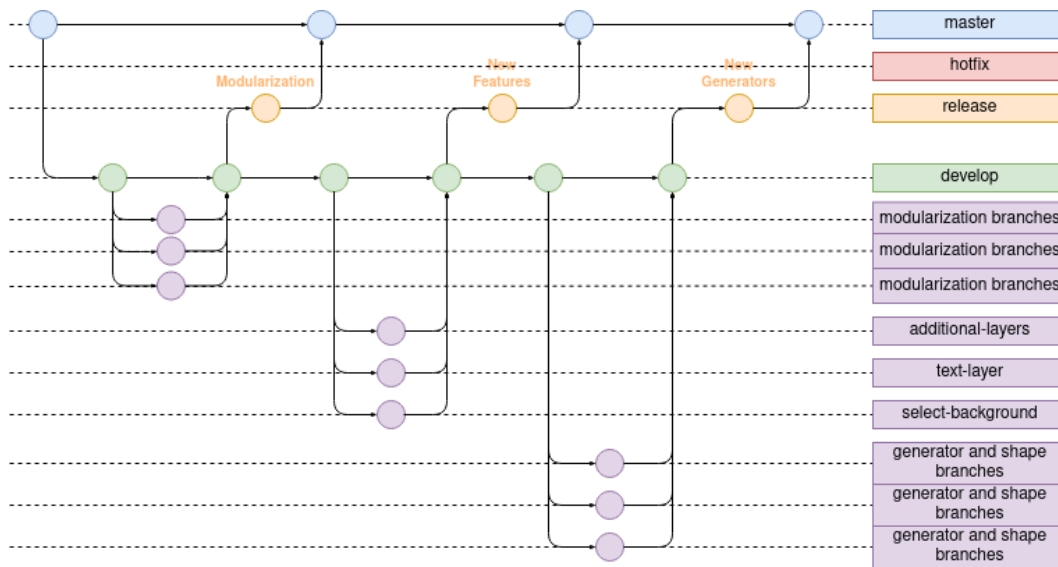 master
New
hotfix
Modularization
Features
Generators
New
release
develop
modularization branches
modularization branches
modularization branches
additional-layers
text-layer
select-background
generator and shape
branches
generator and shape
branches
generator and shape
branches